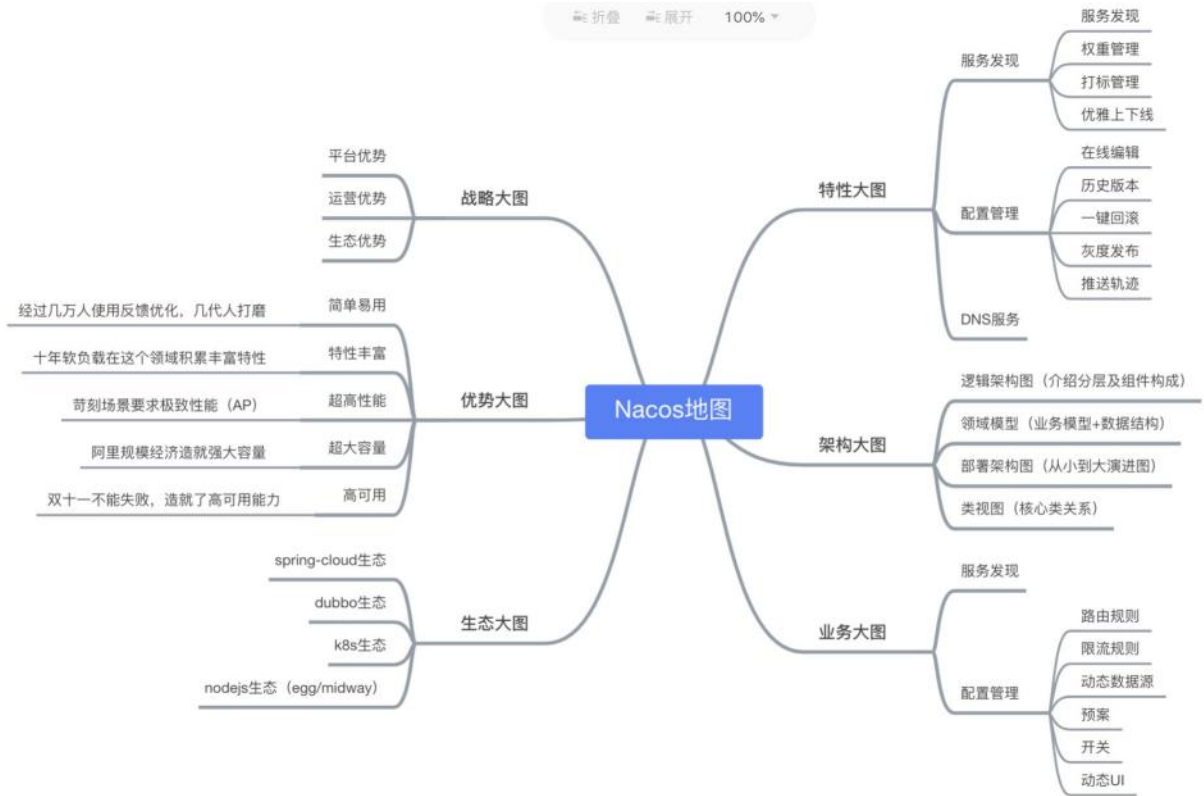 折叠
展开
100%
Nacos地图
战略大图
平台优势
运营优势
生态优势
优势大图
简单易用
经过几万人使用反馈优化，几代人打磨
特性丰富
十年软负载在这个领域积累丰富特性
超高性能
苛刻场景要求极致性能（AP）
超大容量
阿里规模经济造就强大容量
高可用
双十一不能失败，造就了高可用能力
生态大图
spring-cloud生态
dubbo生态
k8s生态
nodejs生态（egg/midway）
特性大图
服务发现
服务发现
权重管理
打标管理
优雅上下线
配置管理
在线编辑
历史版本
一键回滚
灰度发布
推送轨迹
DNS服务
架构大图
逻辑架构图（介绍分层及组件构成）
领域模型（业务模型+数据结构）
部署架构图（从小到大演进图）
类视图（核心类关系）
业务大图
服务发现
配置管理
路由规则
限流规则
动态数据源
预案
开关
动态UI